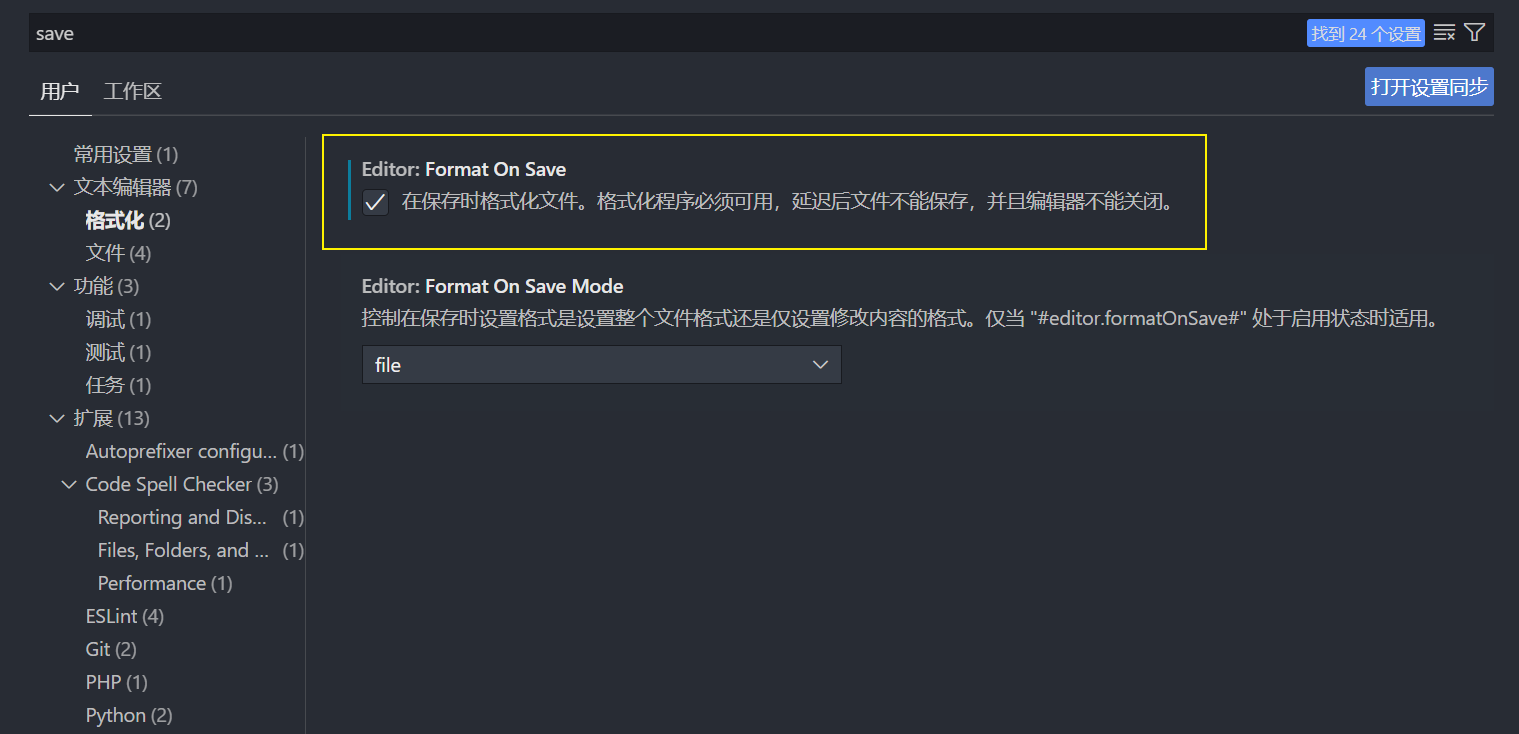 save
找到 24 个设置
用户
工作区
打开设置同步
常用设置 (1)
文本编辑器 (7)
格式化 (2)
文件 (4)
功能 (3)
调试 (1)
测试 (1)
任务 (1)
扩展 (13)
Autoprefixer configu... (1)
Code Spell Checker (3)
Reporting and Dis... (1)
Files, Folders, and ... (1)
Performance (1)
ESLint (4)
Git (2)
PHP (1)
Python (2)
Editor: Format On Save
在保存时格式化文件。格式化程序必须可用，延迟后文件不能保存，并且编辑器不能关闭。
Editor: Format On Save Mode
控制在保存时设置格式是设置整个文件格式还是仅设置修改内容的格式。仅当 "#editor.formatOnSave#" 处于启用状态时适用。
file